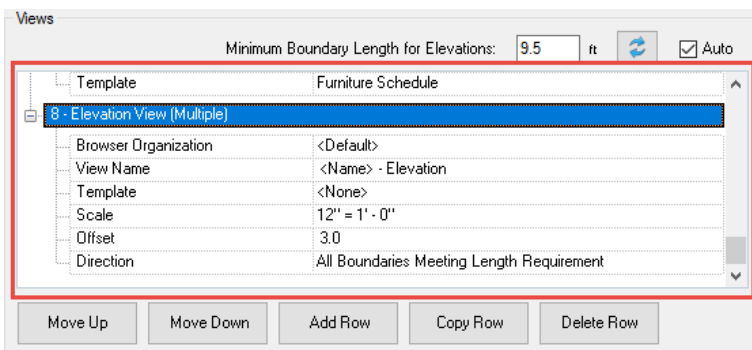 Views
Minimum Boundary Length for Elevations: 9.5 ft Auto
Template Furniture Schedule
8 - Elevation View (Multiple)
Browser Organization <Default>
View Name <Name> - Elevation
Template <None>
Scale 12" = 1' - 0"
Offset 3.0
Direction All Boundaries Meeting Length Requirement
Move Up Move Down Add Row Copy Row Delete Row